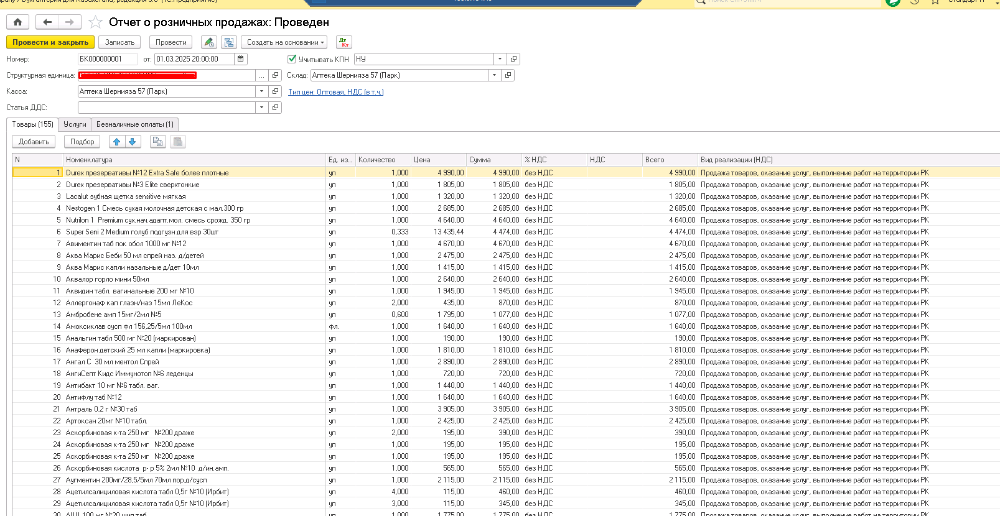 Бухгалтерия для Казахстана, редакция 3.0 (1С:Предприятие)
Отчет о розничных продажах: Проведен
Провести и закрыть Записать Провести Создать на основании Дт Кт
Номер: БК000000001 от: 01.03.2025 20:00:00 Учитывать КПН НУ
Структурная единица: ... Склад: Аптека Шернияза 57 (Парк)
Касса: Аптека Шернияза 57 (Парк) Тип цен: Оптовая, НДС (в т.ч.)
Статья ДДС:
Товары (155) Услуги Безналичные оплаты (1)
Добавить Подбор
N Номенклатура Ед. из... Количество Цена Сумма % НДС НДС Всего Вид реализации (НДС)
1 Durex презервативы №12 Extra Safe более плотные уп 1,000 4 990,00 4 990,00 без НДС 4 990,00 Продажа товаров, оказание услуг, выполнение работ на территории РК
2 Durex презервативы №3 Elite сверхтонкие уп 1,000 1 805,00 1 805,00 без НДС 1 805,00 Продажа товаров, оказание услуг, выполнение работ на территории РК
3 Lacalut зубная щетка sensitive мягкая уп 1,000 1 320,00 1 320,00 без НДС 1 320,00 Продажа товаров, оказание услуг, выполнение работ на территории РК
4 Nestogen 1 Смесь сухая молочная детская с мал.300 гр уп 1,000 2 685,00 2 685,00 без НДС 2 685,00 Продажа товаров, оказание услуг, выполнение работ на территории РК
5 Nutrilon 1 Premium сух.нач.адапт.мол. смесь срожд. 350 гр уп 1,000 4 640,00 4 640,00 без НДС 4 640,00 Продажа товаров, оказание услуг, выполнение работ на территории РК
6 Super Seni 2 Medium голуб подгузн для взр 30шт уп 0,333 13 435,44 4 474,00 без НДС 4 474,00 Продажа товаров, оказание услуг, выполнение работ на территории РК
7 Авиментин таб пок обол 1000 мг №12 уп 1,000 4 670,00 4 670,00 без НДС 4 670,00 Продажа товаров, оказание услуг, выполнение работ на территории РК
8 Аква Марис Беби 50 мл спрей наз. д/детей уп 1,000 2 475,00 2 475,00 без НДС 2 475,00 Продажа товаров, оказание услуг, выполнение работ на территории РК
9 Аква Марис капли назальные д/дет 10мл уп 1,000 1 415,00 1 415,00 без НДС 1 415,00 Продажа товаров, оказание услуг, выполнение работ на территории РК
10 Аквалор горло мини 50мл уп 1,000 2 640,00 2 640,00 без НДС 2 640,00 Продажа товаров, оказание услуг, выполнение работ на территории РК
11 Аквидин табл. вагинальные 200 мг №10 уп 1,000 1 945,00 1 945,00 без НДС 1 945,00 Продажа товаров, оказание услуг, выполнение работ на территории РК
12 Аллергонаф кап глазн/наз 15мл ЛеКос уп 2,000 435,00 870,00 без НДС 870,00 Продажа товаров, оказание услуг, выполнение работ на территории РК
13 Амбробене амп 15мг/2мл №5 уп 0,600 1 795,00 1 077,00 без НДС 1 077,00 Продажа товаров, оказание услуг, выполнение работ на территории РК
14 Амоксиклав сусп фл 156,25/5мл 100мл фл. 1,000 1 640,00 1 640,00 без НДС 1 640,00 Продажа товаров, оказание услуг, выполнение работ на территории РК
15 Анальгин табл 500 мг №20 (маркирован) уп 1,000 190,00 190,00 без НДС 190,00 Продажа товаров, оказание услуг, выполнение работ на территории РК
16 Анаферон детский 25 мл капли (маркировка) уп 1,000 1 810,00 1 810,00 без НДС 1 810,00 Продажа товаров, оказание услуг, выполнение работ на территории РК
17 Ангал С 30 мл ментол Спрей уп 1,000 2 890,00 2 890,00 без НДС 2 890,00 Продажа товаров, оказание услуг, выполнение работ на территории РК
18 АнгиСепт Кидс Иммунотоп №6 леденцы уп 1,000 720,00 720,00 без НДС 720,00 Продажа товаров, оказание услуг, выполнение работ на территории РК
19 Антибакт 10 мг №6 табл. ваг. уп 1,000 1 440,00 1 440,00 без НДС 1 440,00 Продажа товаров, оказание услуг, выполнение работ на территории РК
20 Антифлу таб №12 уп 1,000 1 640,00 1 640,00 без НДС 1 640,00 Продажа товаров, оказание услуг, выполнение работ на территории РК
21 Антраль 0,2 г №30 таб уп 1,000 3 905,00 3 905,00 без НДС 3 905,00 Продажа товаров, оказание услуг, выполнение работ на территории РК
22 Артоксан 20мг №10 табл. уп 1,000 2 425,00 2 425,00 без НДС 2 425,00 Продажа товаров, оказание услуг, выполнение работ на территории РК
23 Аскорбиновая к-та 250 мг №200 драже уп 2,000 195,00 390,00 без НДС 390,00 Продажа товаров, оказание услуг, выполнение работ на территории РК
24 Аскорбиновая к-та 250 мг №200 драже уп 1,000 195,00 195,00 без НДС 195,00 Продажа товаров, оказание услуг, выполнение работ на территории РК
25 Аскорбиновая к-та 250 мг №200 драже уп 1,000 195,00 195,00 без НДС 195,00 Продажа товаров, оказание услуг, выполнение работ на территории РК
26 Аскорбиновая кислота р- р 5% 2мл №10 д/ин.амп. уп 1,000 565,00 565,00 без НДС 565,00 Продажа товаров, оказание услуг, выполнение работ на территории РК
27 Аугментин 200мг/28,5/5мл 70мл пор.д/сусп уп 1,000 2 115,00 2 115,00 без НДС 2 115,00 Продажа товаров, оказание услуг, выполнение работ на территории РК
28 Ацетилсалициловая кислота табл 0,5г №10 (Ирбит) уп 4,000 115,00 460,00 без НДС 460,00 Продажа товаров, оказание услуг, выполнение работ на территории РК
29 Ацетилсалициловая кислота табл 0,5г №10 (Ирбит) уп 3,000 115,00 345,00 без НДС 345,00 Продажа товаров, оказание услуг, выполнение работ на территории РК
30 АЦЦ 100 мг №20 шип таб уп 1,000 1 775,00 1 775,00 без НДС 1 775,00 Продажа товаров, оказание услуг, выполнение работ на территории РК